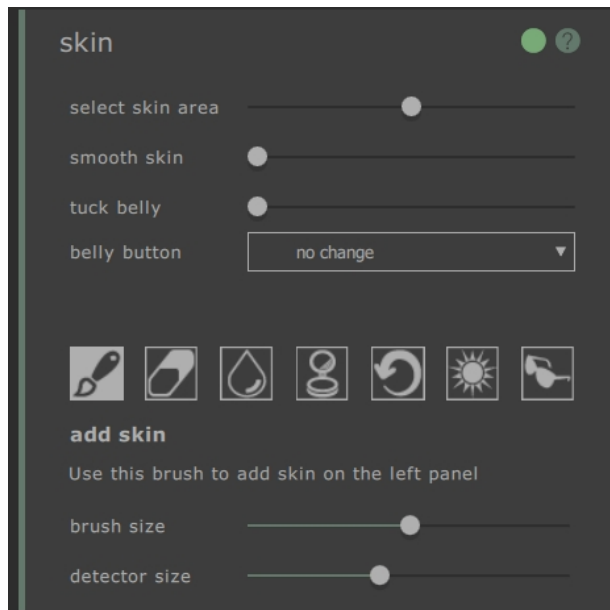 skin
?
select skin area
smooth skin
tuck belly
belly button no change
add skin
Use this brush to add skin on the left panel
brush size
detector size